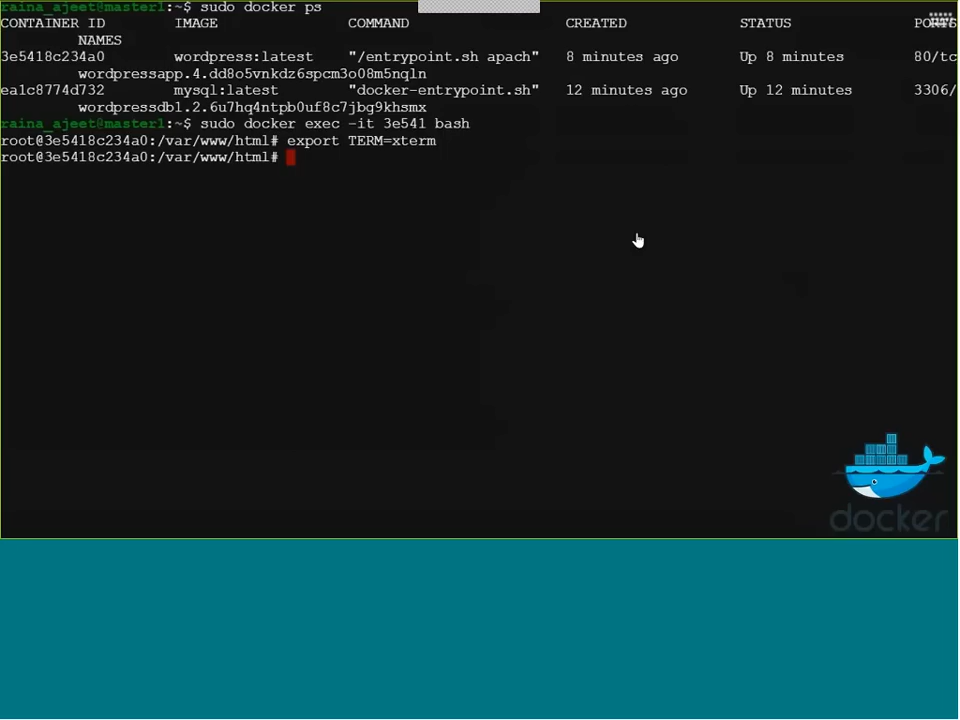 raina_ajeet@master1:~$ sudo docker ps
CONTAINER ID IMAGE COMMAND CREATED STATUS PORTS
NAMES
3e5418c234a0 wordpress:latest "/entrypoint.sh apach" 8 minutes ago Up 8 minutes 80/tc
wordpressapp.4.dd8o5vnkdz6spcm3o08m5nqln
ea1c8774d732 mysql:latest "docker-entrypoint.sh" 12 minutes ago Up 12 minutes 3306/
wordpressdb1.2.6u7hq4ntpb0uf8c7jbg9khsmx
raina_ajeet@master1:~$ sudo docker exec -it 3e541 bash
root@3e5418c234a0:/var/www/html# export TERM=xterm
root@3e5418c234a0:/var/www/html#
docker